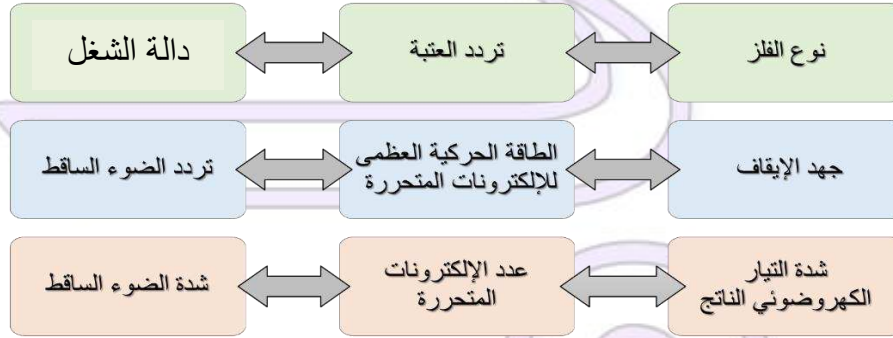 نوع الفلز
تردد العتبة
دالة الشغل
جهد الإيقاف
الطاقة الحركية العظمى
للإلكترونات المتحررة
تردد الضوء الساقط
شدة التيار
الكهروضوئي الناتج
عدد الإلكترونات
المتحررة
شدة الضوء الساقط